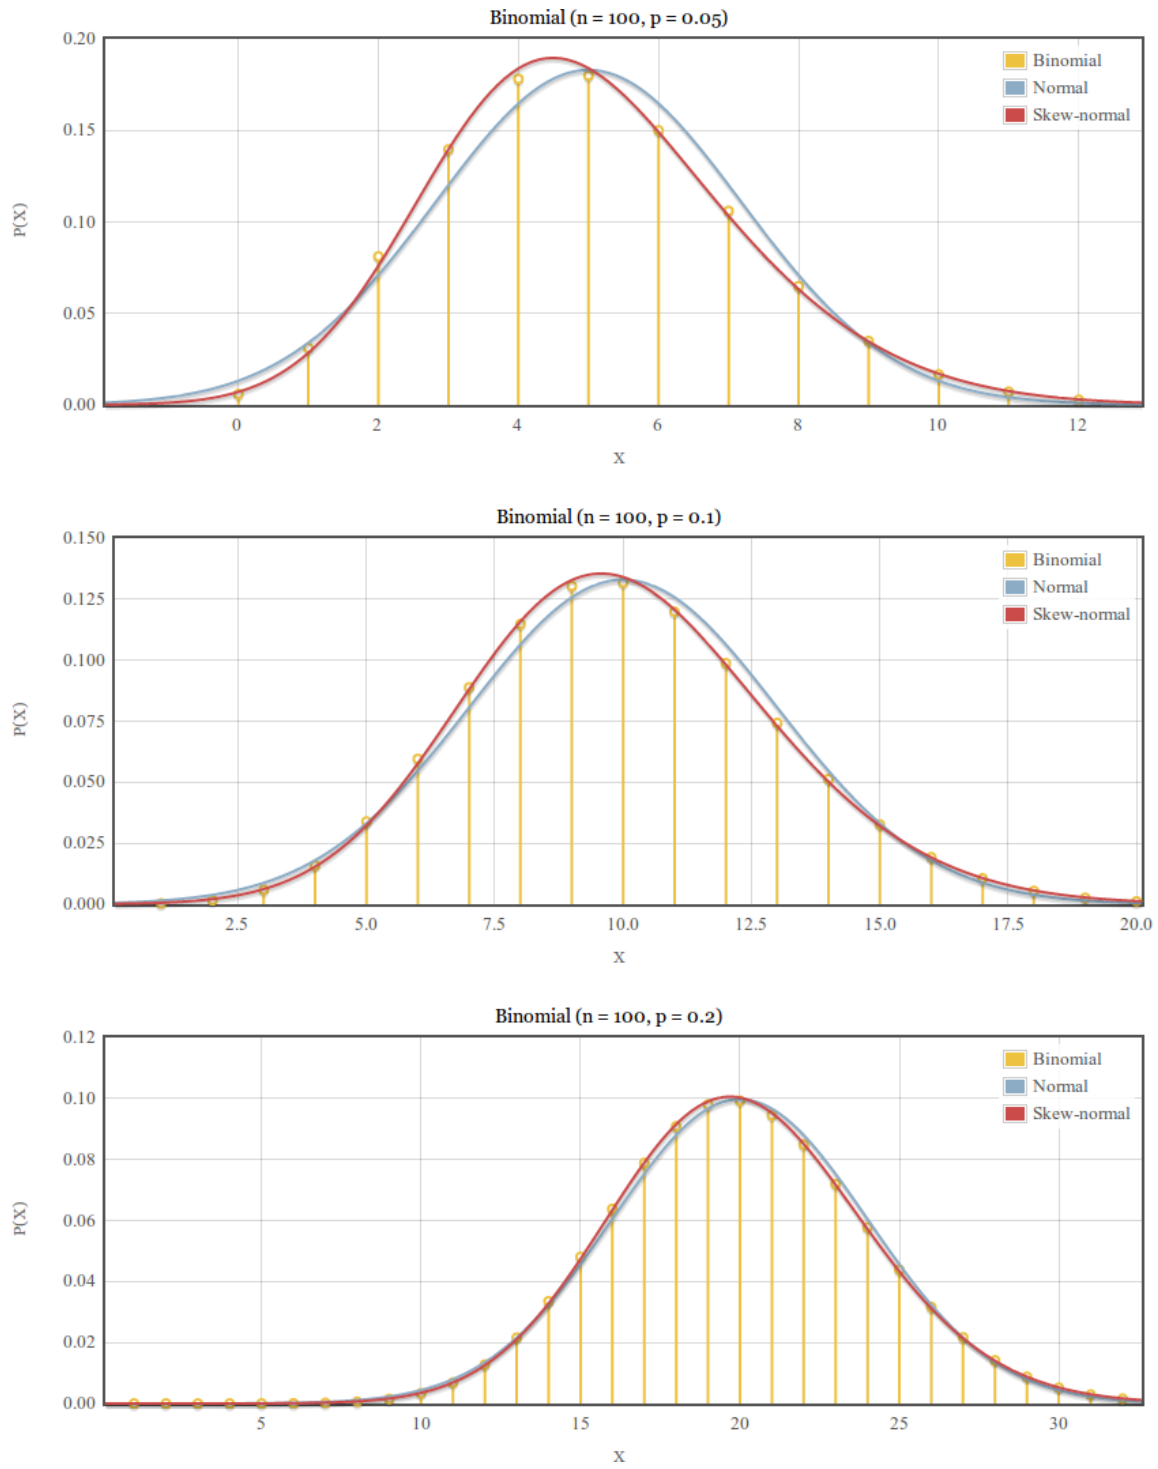 Binomial (n = 100, p = 0.05)
0.20
0.15
0.10
0.05
0.00
P(X)
Binomial
Normal
Skew-normal
0 2 4 6 8 10 12
X
Binomial (n = 100, p = 0.1)
0.150
0.125
0.100
0.075
0.050
0.025
0.000
P(X)
Binomial
Normal
Skew-normal
2.5 5.0 7.5 10.0 12.5 15.0 17.5 20.0
X
Binomial (n = 100, p = 0.2)
0.12
0.10
0.08
0.06
0.04
0.02
0.00
P(X)
Binomial
Normal
Skew-normal
5 10 15 20 25 30
X